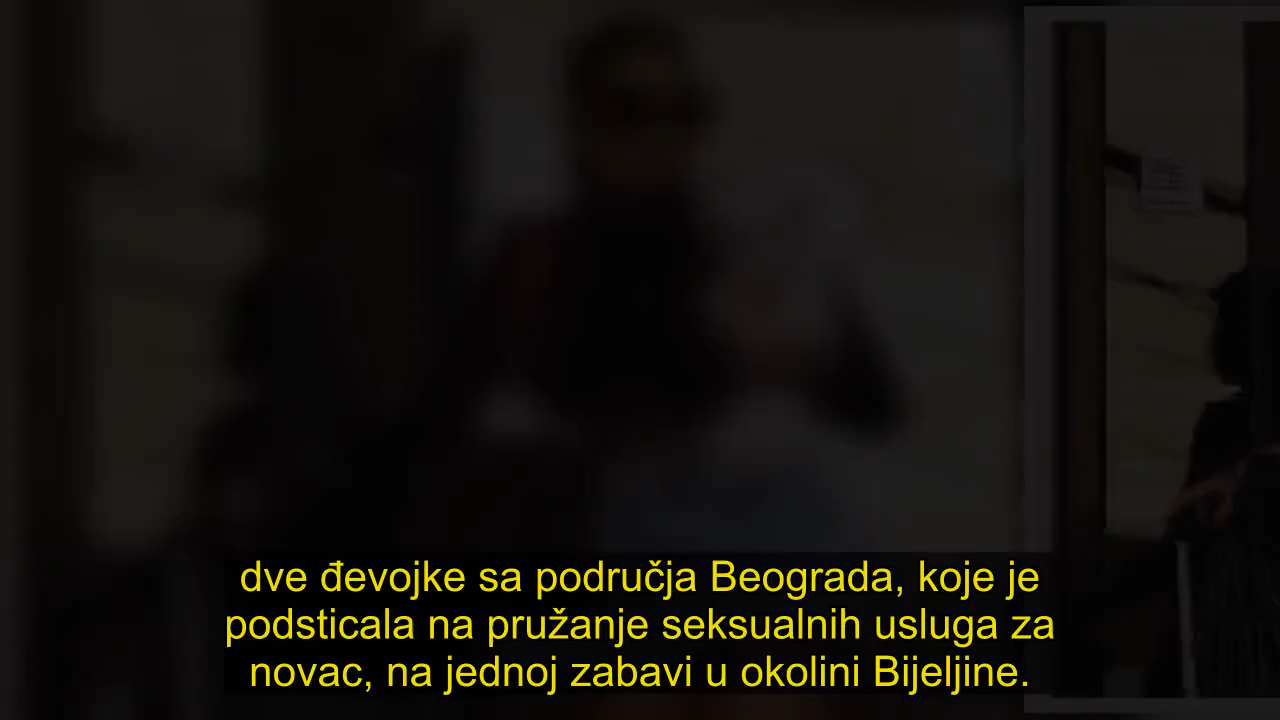 dve đevojke sa područja Beograda, koje je
podsticala na pružanje seksualnih usluga za
novac, na jednoj zabavi u okolini Bijeljine.